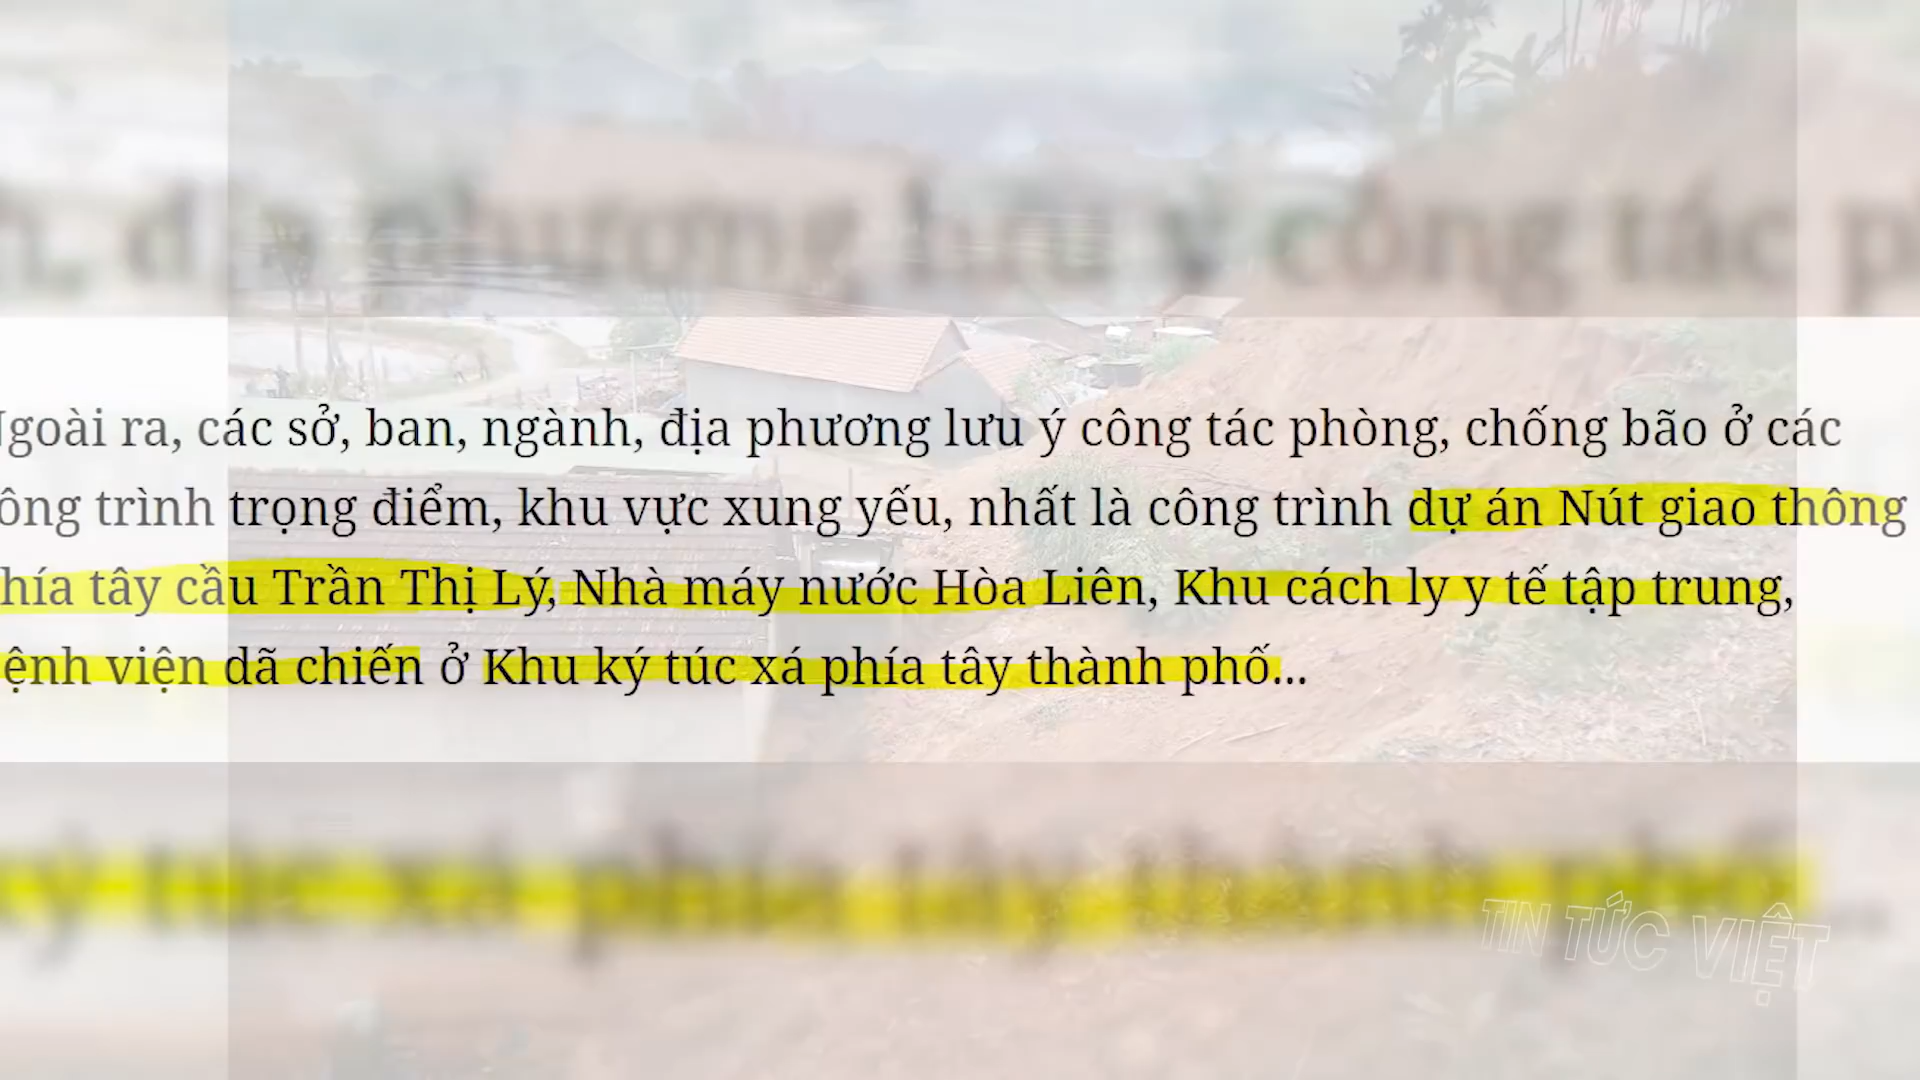 Ngoài ra, các sở, ban, ngành, địa phương lưu ý công tác phòng, chống bão ở các
ông trình trọng điểm, khu vực xung yếu, nhất là công trình dự án Nút giao thông
hía tây cầu Trần Thị Lý, Nhà máy nước Hòa Liên, Khu cách ly y tế tập trung,
ệnh viện dã chiến ở Khu ký túc xá phía tây thành phố...
TIN TỨC VIỆT